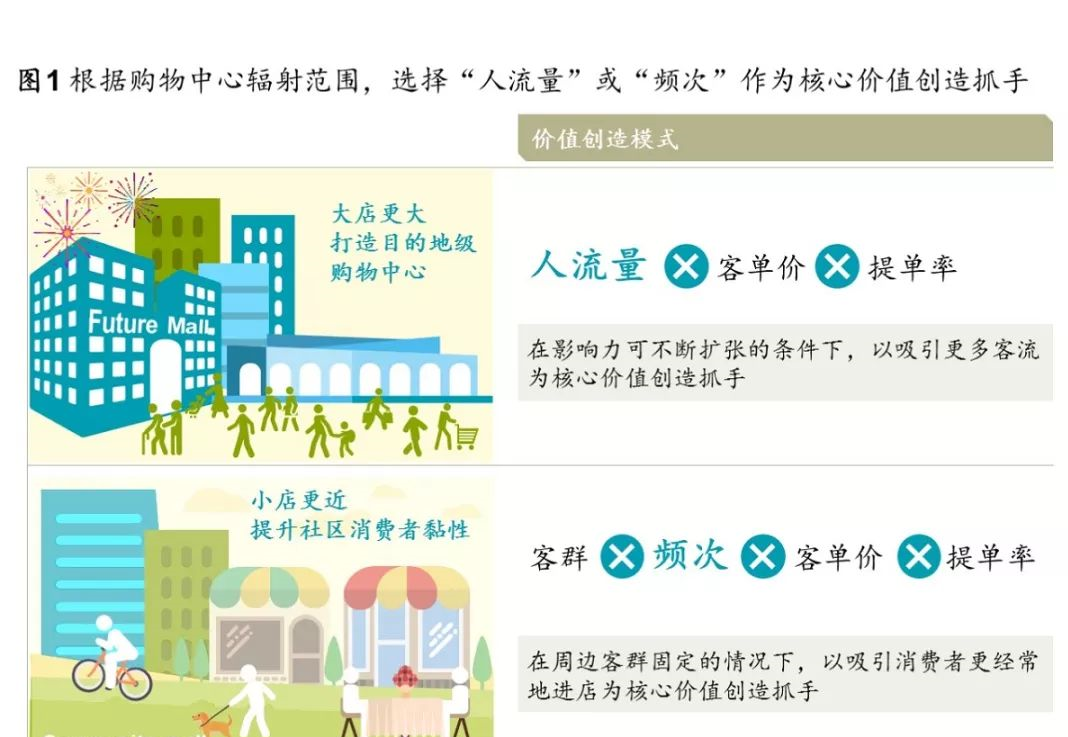 图1 根据购物中心辐射范围，选择“人流量”或“频次”作为核心价值创造抓手
价值创造模式
大店更大
打造目的地级
购物中心
Future Mall
人流量 × 客单价 × 提单率
在影响力可不断扩张的条件下，以吸引更多客流
为核心价值创造抓手
小店更近
提升社区消费者黏性
客群 × 频次 × 客单价 × 提单率
在周边客群固定的情况下，以吸引消费者更经常
地进店为核心价值创造抓手